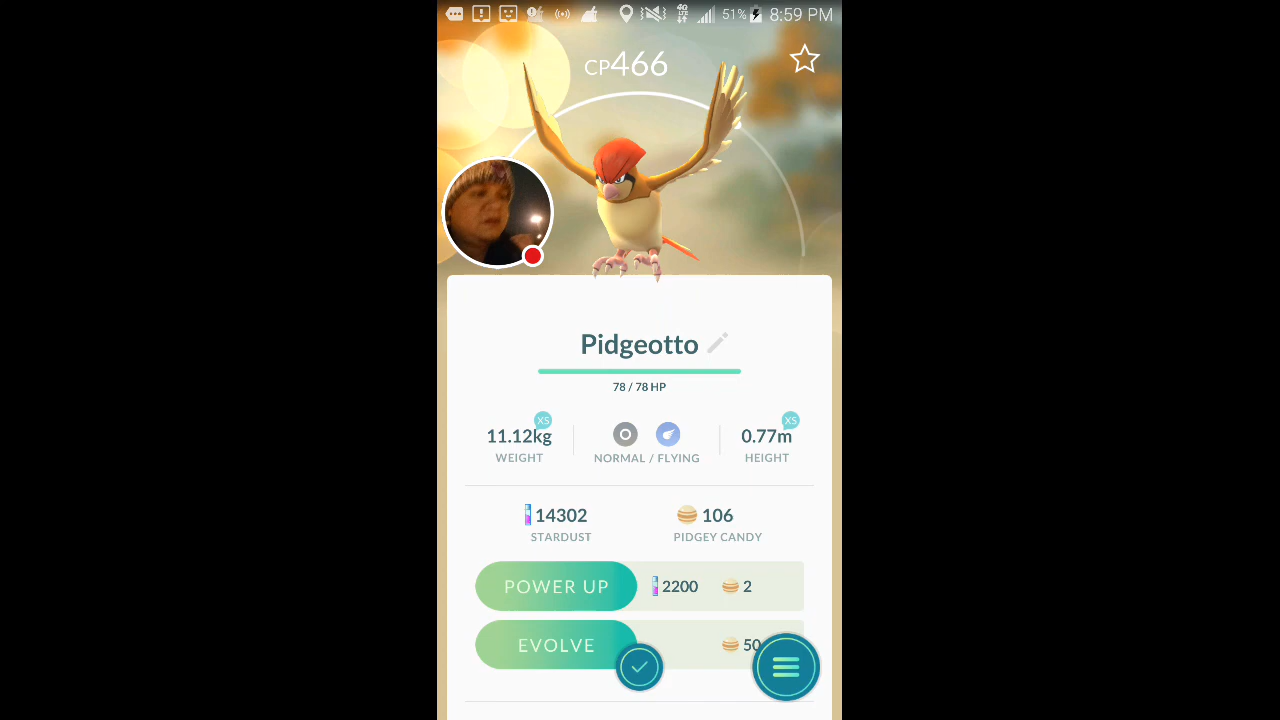 4G 51% 8:59 PM
CP466
Pidgeotto
78 / 78 HP
XS XS
11.12kg 0.77m
WEIGHT NORMAL / FLYING HEIGHT
14302 106
STARDUST PIDGEY CANDY
POWER UP 2200 2
EVOLVE 50